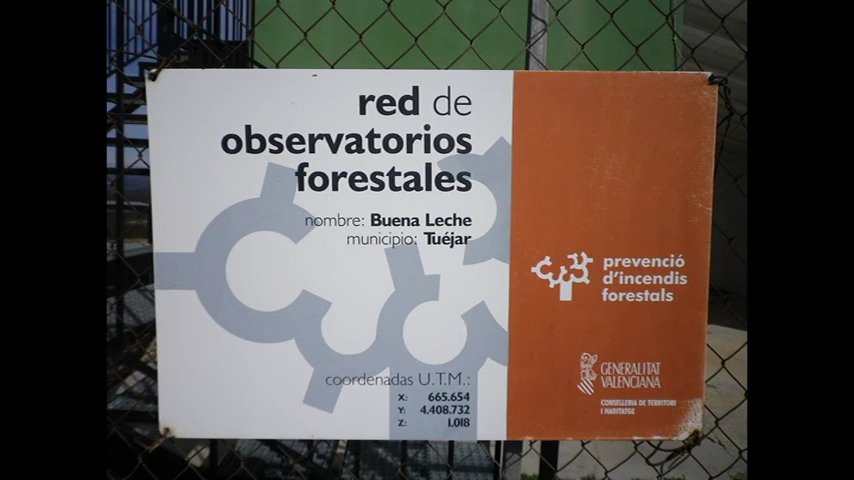 red de
observatorios
forestales
nombre: Buena Leche
municipio: Tuéjar
coordenadas U.T.M.:
X: 665.654
Y: 4.408.732
Z: 1.018
prevenció
d'incendis
forestals
GENERALITAT
VALENCIANA
CONSELLERIA DE TERRITORI
I HABITATGE